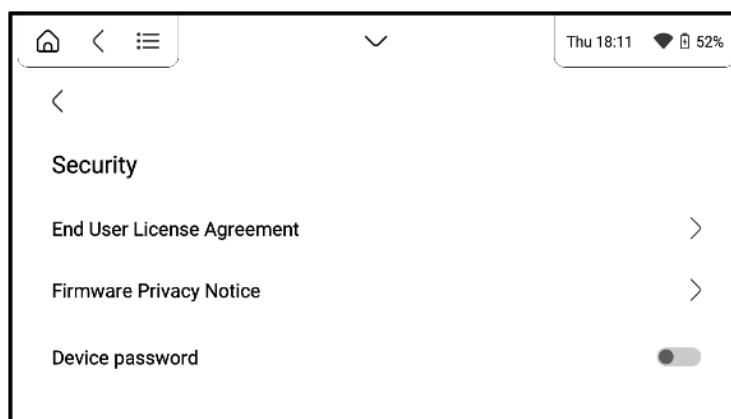 Thu 18:11 52%
Security
End User License Agreement
Firmware Privacy Notice
Device password